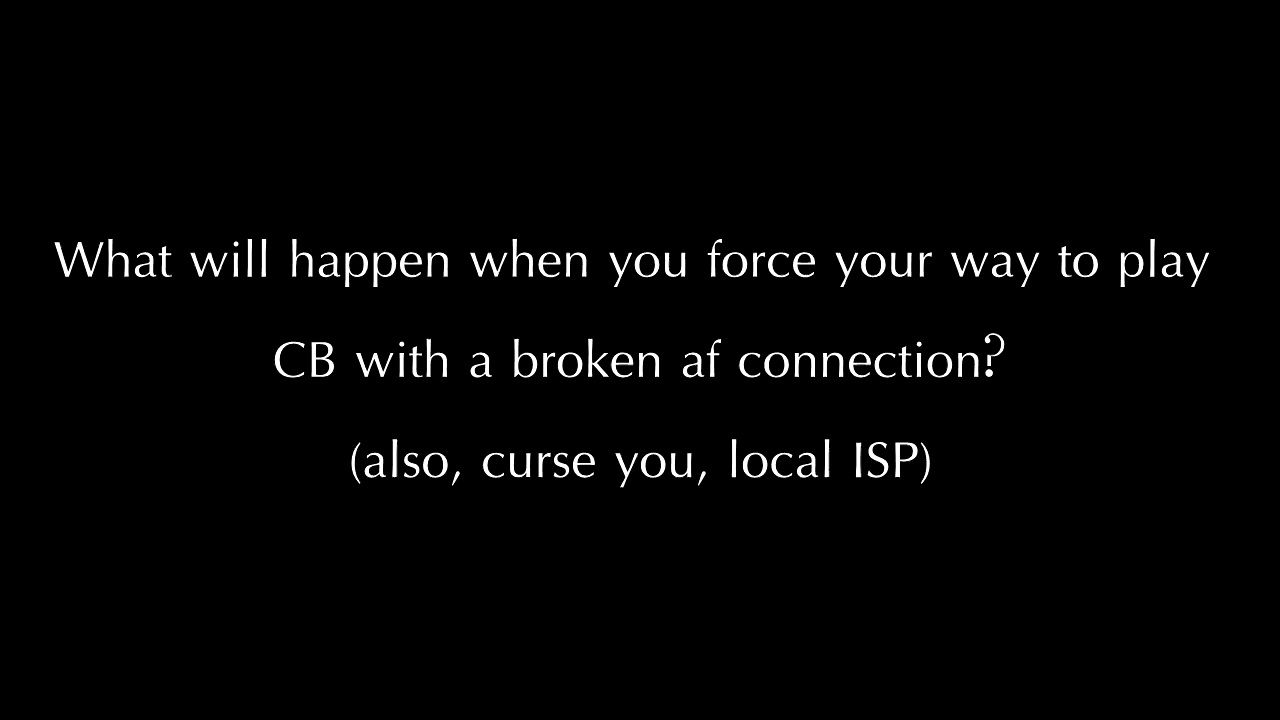 What will happen when you force your way to play
CB with a broken af connection?
(also, curse you, local ISP)